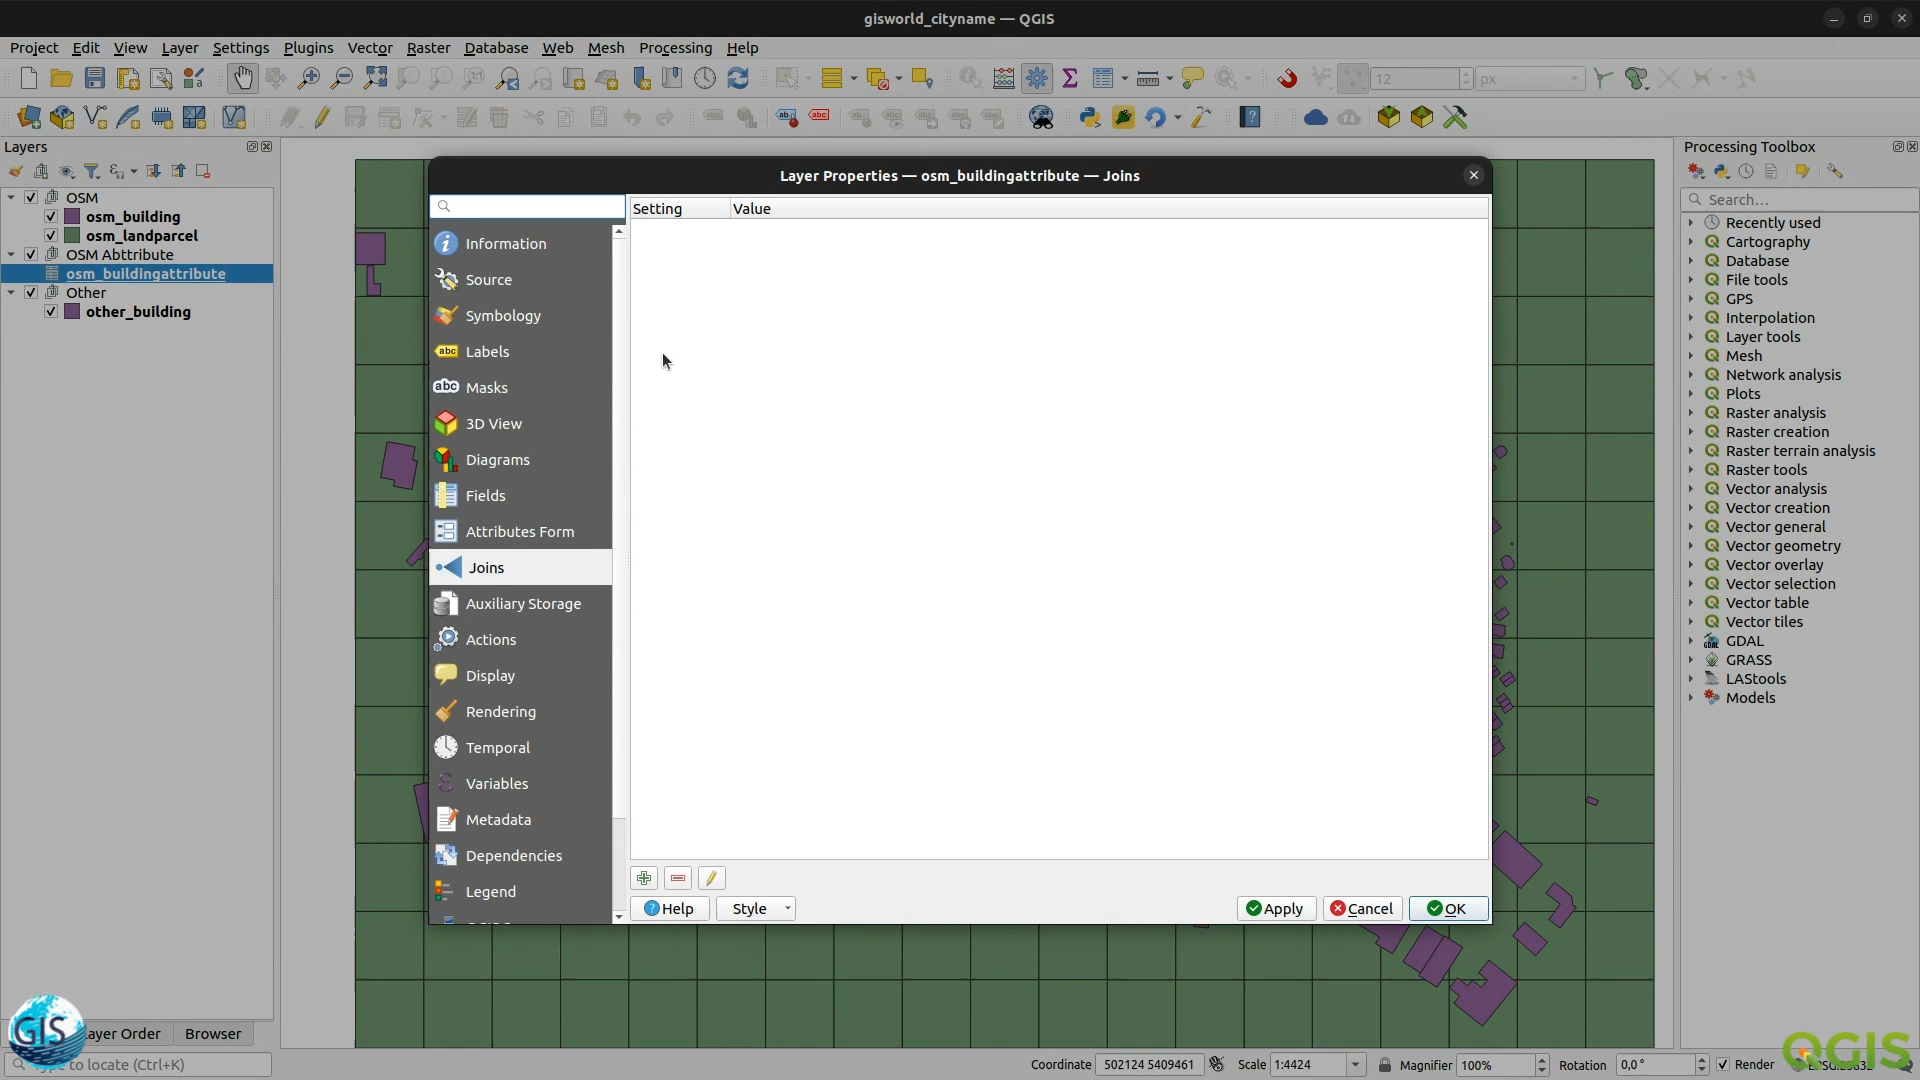 gisworld_cityname — QGIS
Project Edit View Layer Settings Plugins Vector Raster Database Web Mesh Processing Help
12 px
Layers
OSM
osm_building
osm_landparcel
OSM Abttribute
osm_buildingattribute
Other
other_building
Layer Properties — osm_buildingattribute — Joins
Information
Source
Symbology
Labels
Masks
3D View
Diagrams
Fields
Attributes Form
Joins
Auxiliary Storage
Actions
Display
Rendering
Temporal
Variables
Metadata
Dependencies
Legend
Setting Value
Help Style Apply Cancel OK
Processing Toolbox
Search...
Recently used
Cartography
Database
File tools
GPS
Interpolation
Layer tools
Mesh
Network analysis
Plots
Raster analysis
Raster creation
Raster terrain analysis
Raster tools
Vector analysis
Vector creation
Vector general
Vector geometry
Vector overlay
Vector selection
Vector table
Vector tiles
GDAL
GRASS
LAStools
Models
ayer Order Browser
GIS
to locate (Ctrl+K)
Coordinate 502124 5409461 Scale 1:4424 Magnifier 100% Rotation 0,0° Render
QGIS